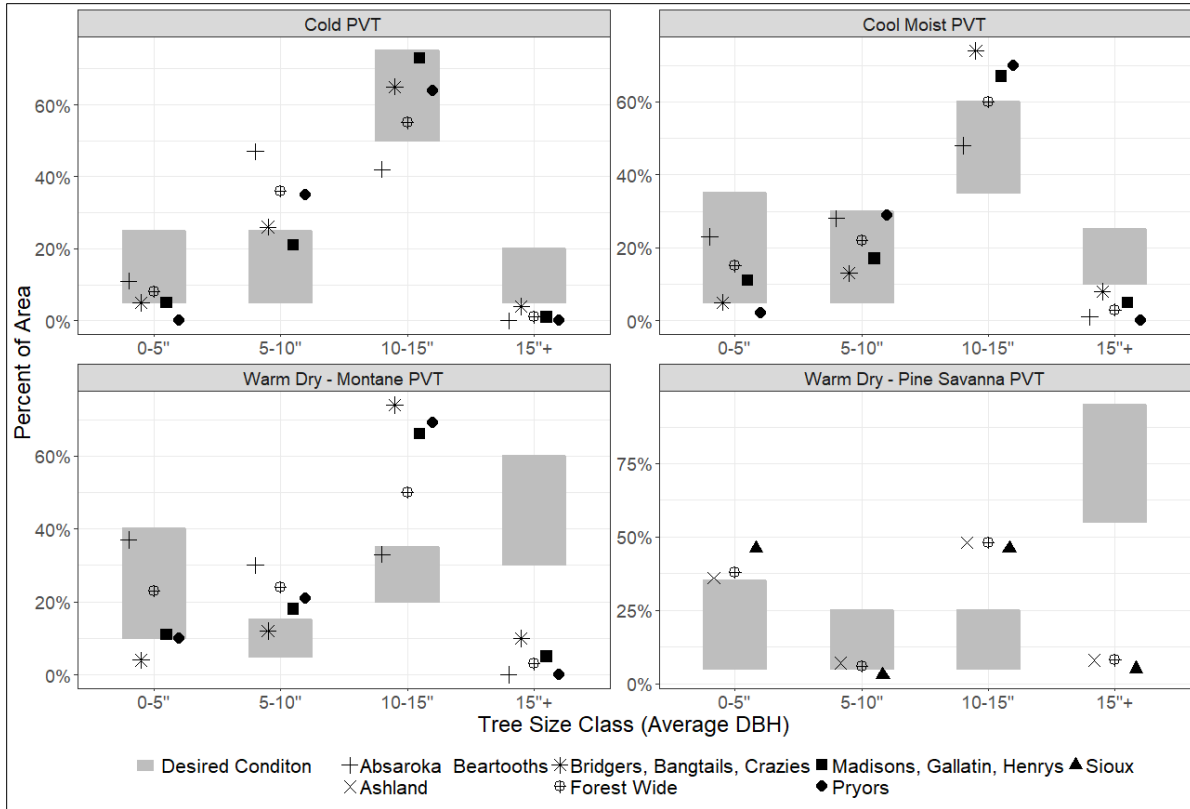 Cold PVT
Cool Moist PVT
60%
40%
20%
0%
0-5"
5-10"
10-15"
15"+
60%
40%
20%
0%
0-5"
5-10"
10-15"
15"+
Percent of Area
Warm Dry - Montane PVT
Warm Dry - Pine Savanna PVT
60%
40%
20%
0%
0-5"
5-10"
10-15"
15"+
75%
50%
25%
0%
0-5"
5-10"
10-15"
15"+
Tree Size Class (Average DBH)
Desired Conditon
Absaroka Beartooths
Bridgers, Bangtails, Crazies
Madisons, Gallatin, Henrys
Sioux
Ashland
Forest Wide
Pryors